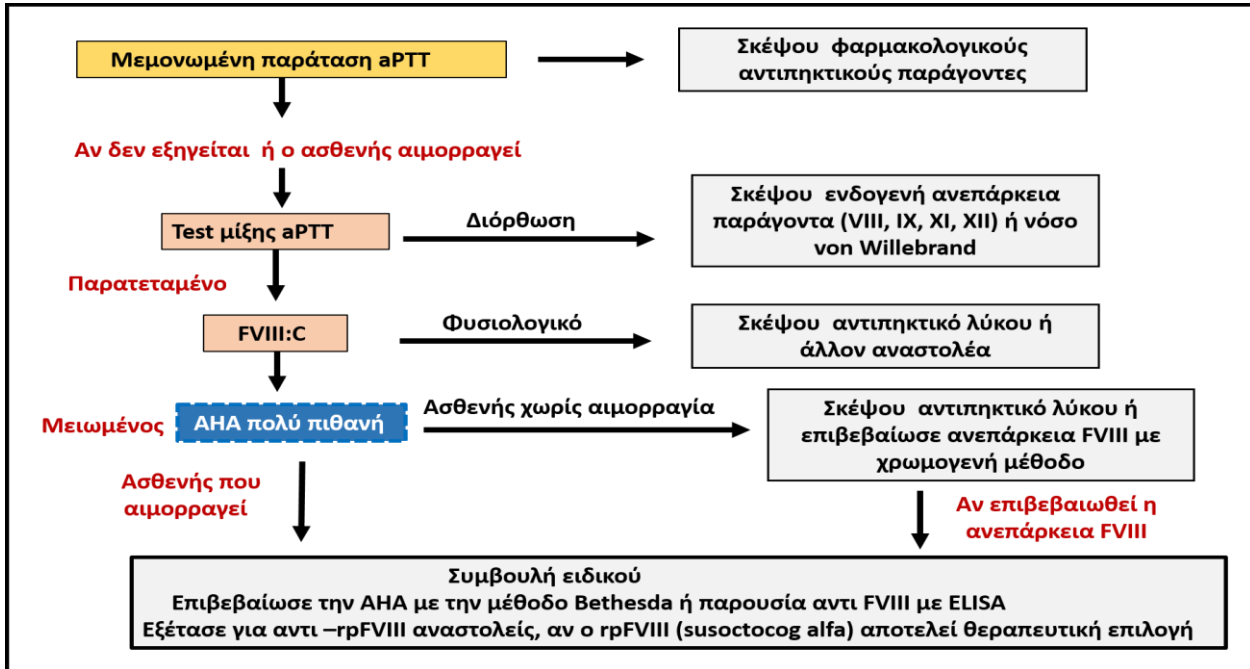 Μεμονωμένη παράταση aPTT
Σκέψου φαρμακολογικούς
αντιπηκτικούς παράγοντες
Αν δεν εξηγείται ή ο ασθενής αιμορραγεί
Test μίξης aPTT
Διόρθωση
Σκέψου ενδογενή ανεπάρκεια
παράγοντα (VIII, IX, XI, XII) ή νόσο
von Willebrand
Παρατεταμένο
FVIII:C
Φυσιολογικό
Σκέψου αντιπηκτικό λύκου ή
άλλον αναστολέα
Μειωμένος
AHA πολύ πιθανή
Ασθενής χωρίς αιμορραγία
Σκέψου αντιπηκτικό λύκου ή
επιβεβαίωσε ανεπάρκεια FVIII με
χρωμογενή μέθοδο
Ασθενής που
αιμορραγεί
Αν επιβεβαιωθεί η
ανεπάρκεια FVIII
Συμβουλή ειδικού
Επιβεβαίωσε την AHA με την μέθοδο Bethesda ή παρουσία αντι FVIII με ELISA
Εξέτασε για αντι –rpFVIII αναστολείς, αν ο rpFVIII (susoctocog alfa) αποτελεί θεραπευτική επιλογή